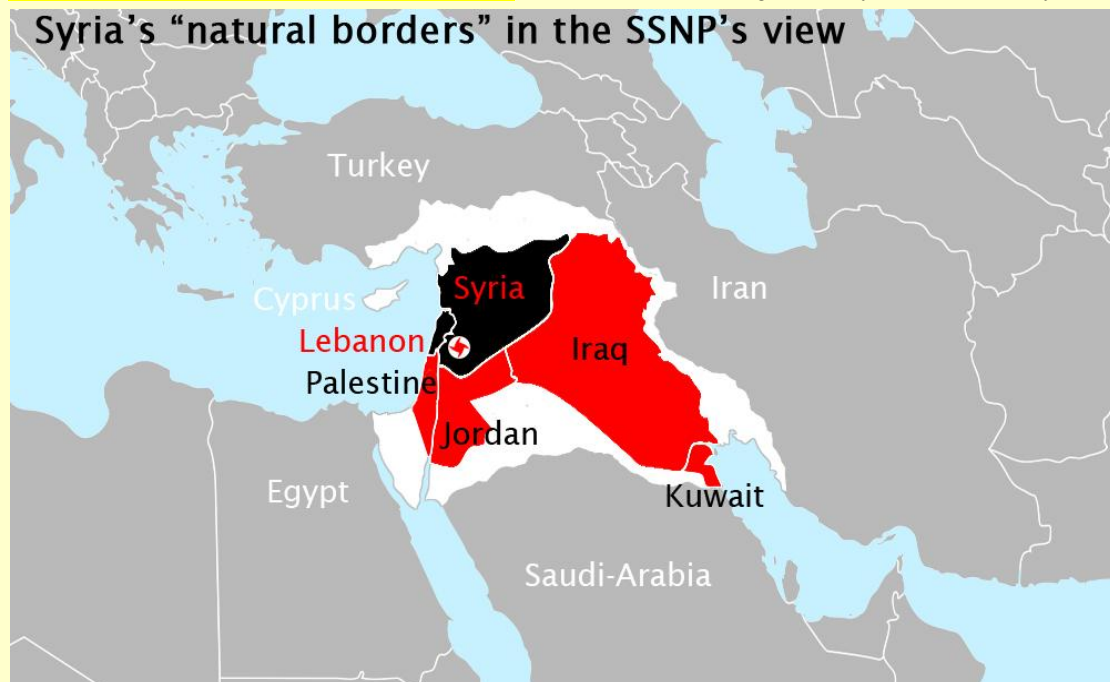 Syria's “natural borders” in the SSNP's view
Turkey
Cyprus
Syria
Iran
Lebanon
Iraq
Palestine
Jordan
Egypt
Kuwait
Saudi-Arabia